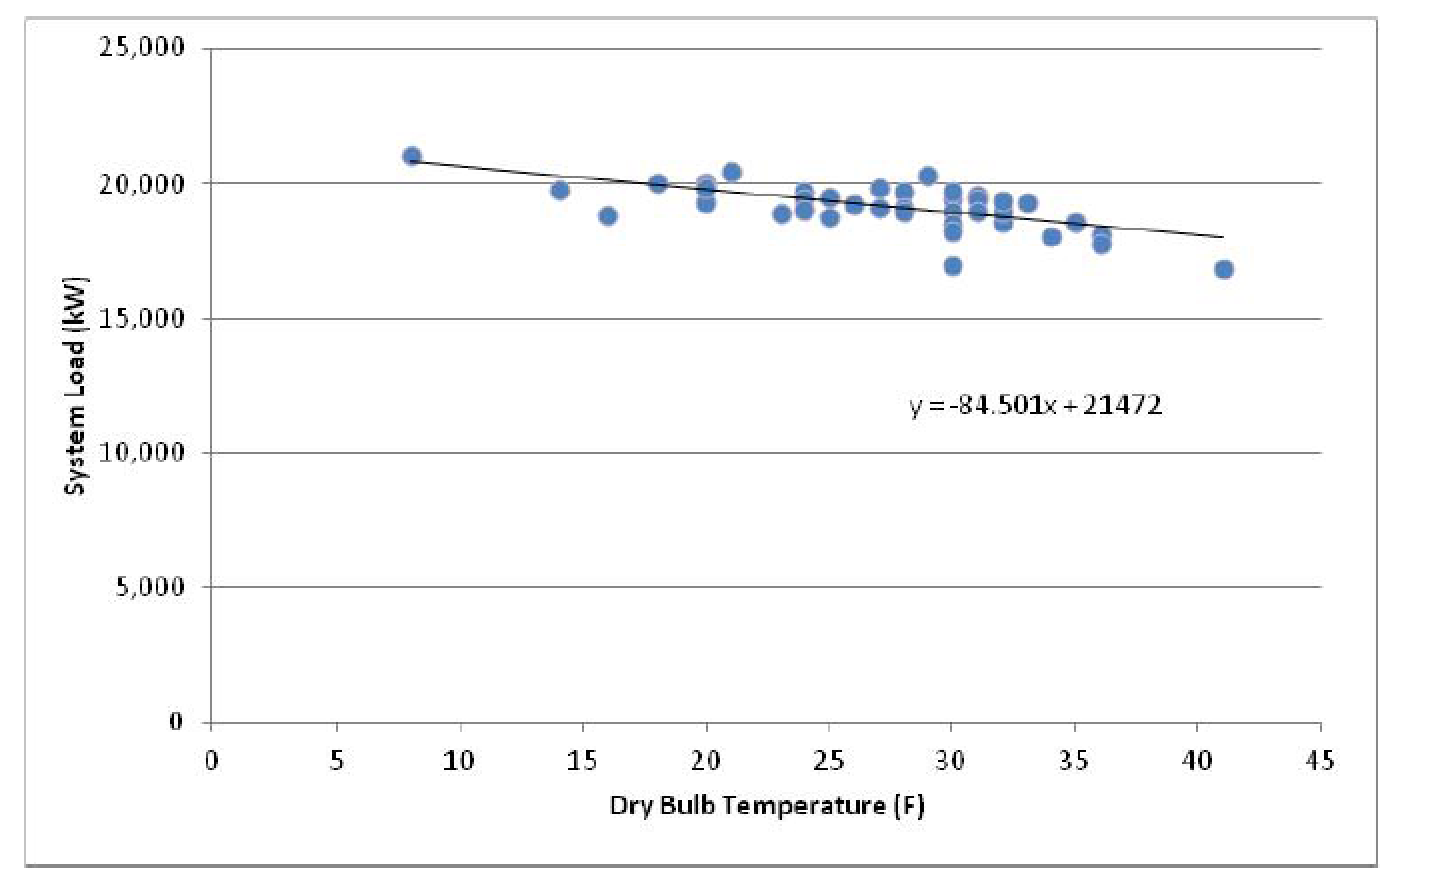 25,000
20,000
15,000
10,000
5,000
0
System Load (kW)
y = -84.501x + 21472
0 5 10 15 20 25 30 35 40 45
Dry Bulb Temperature (F)